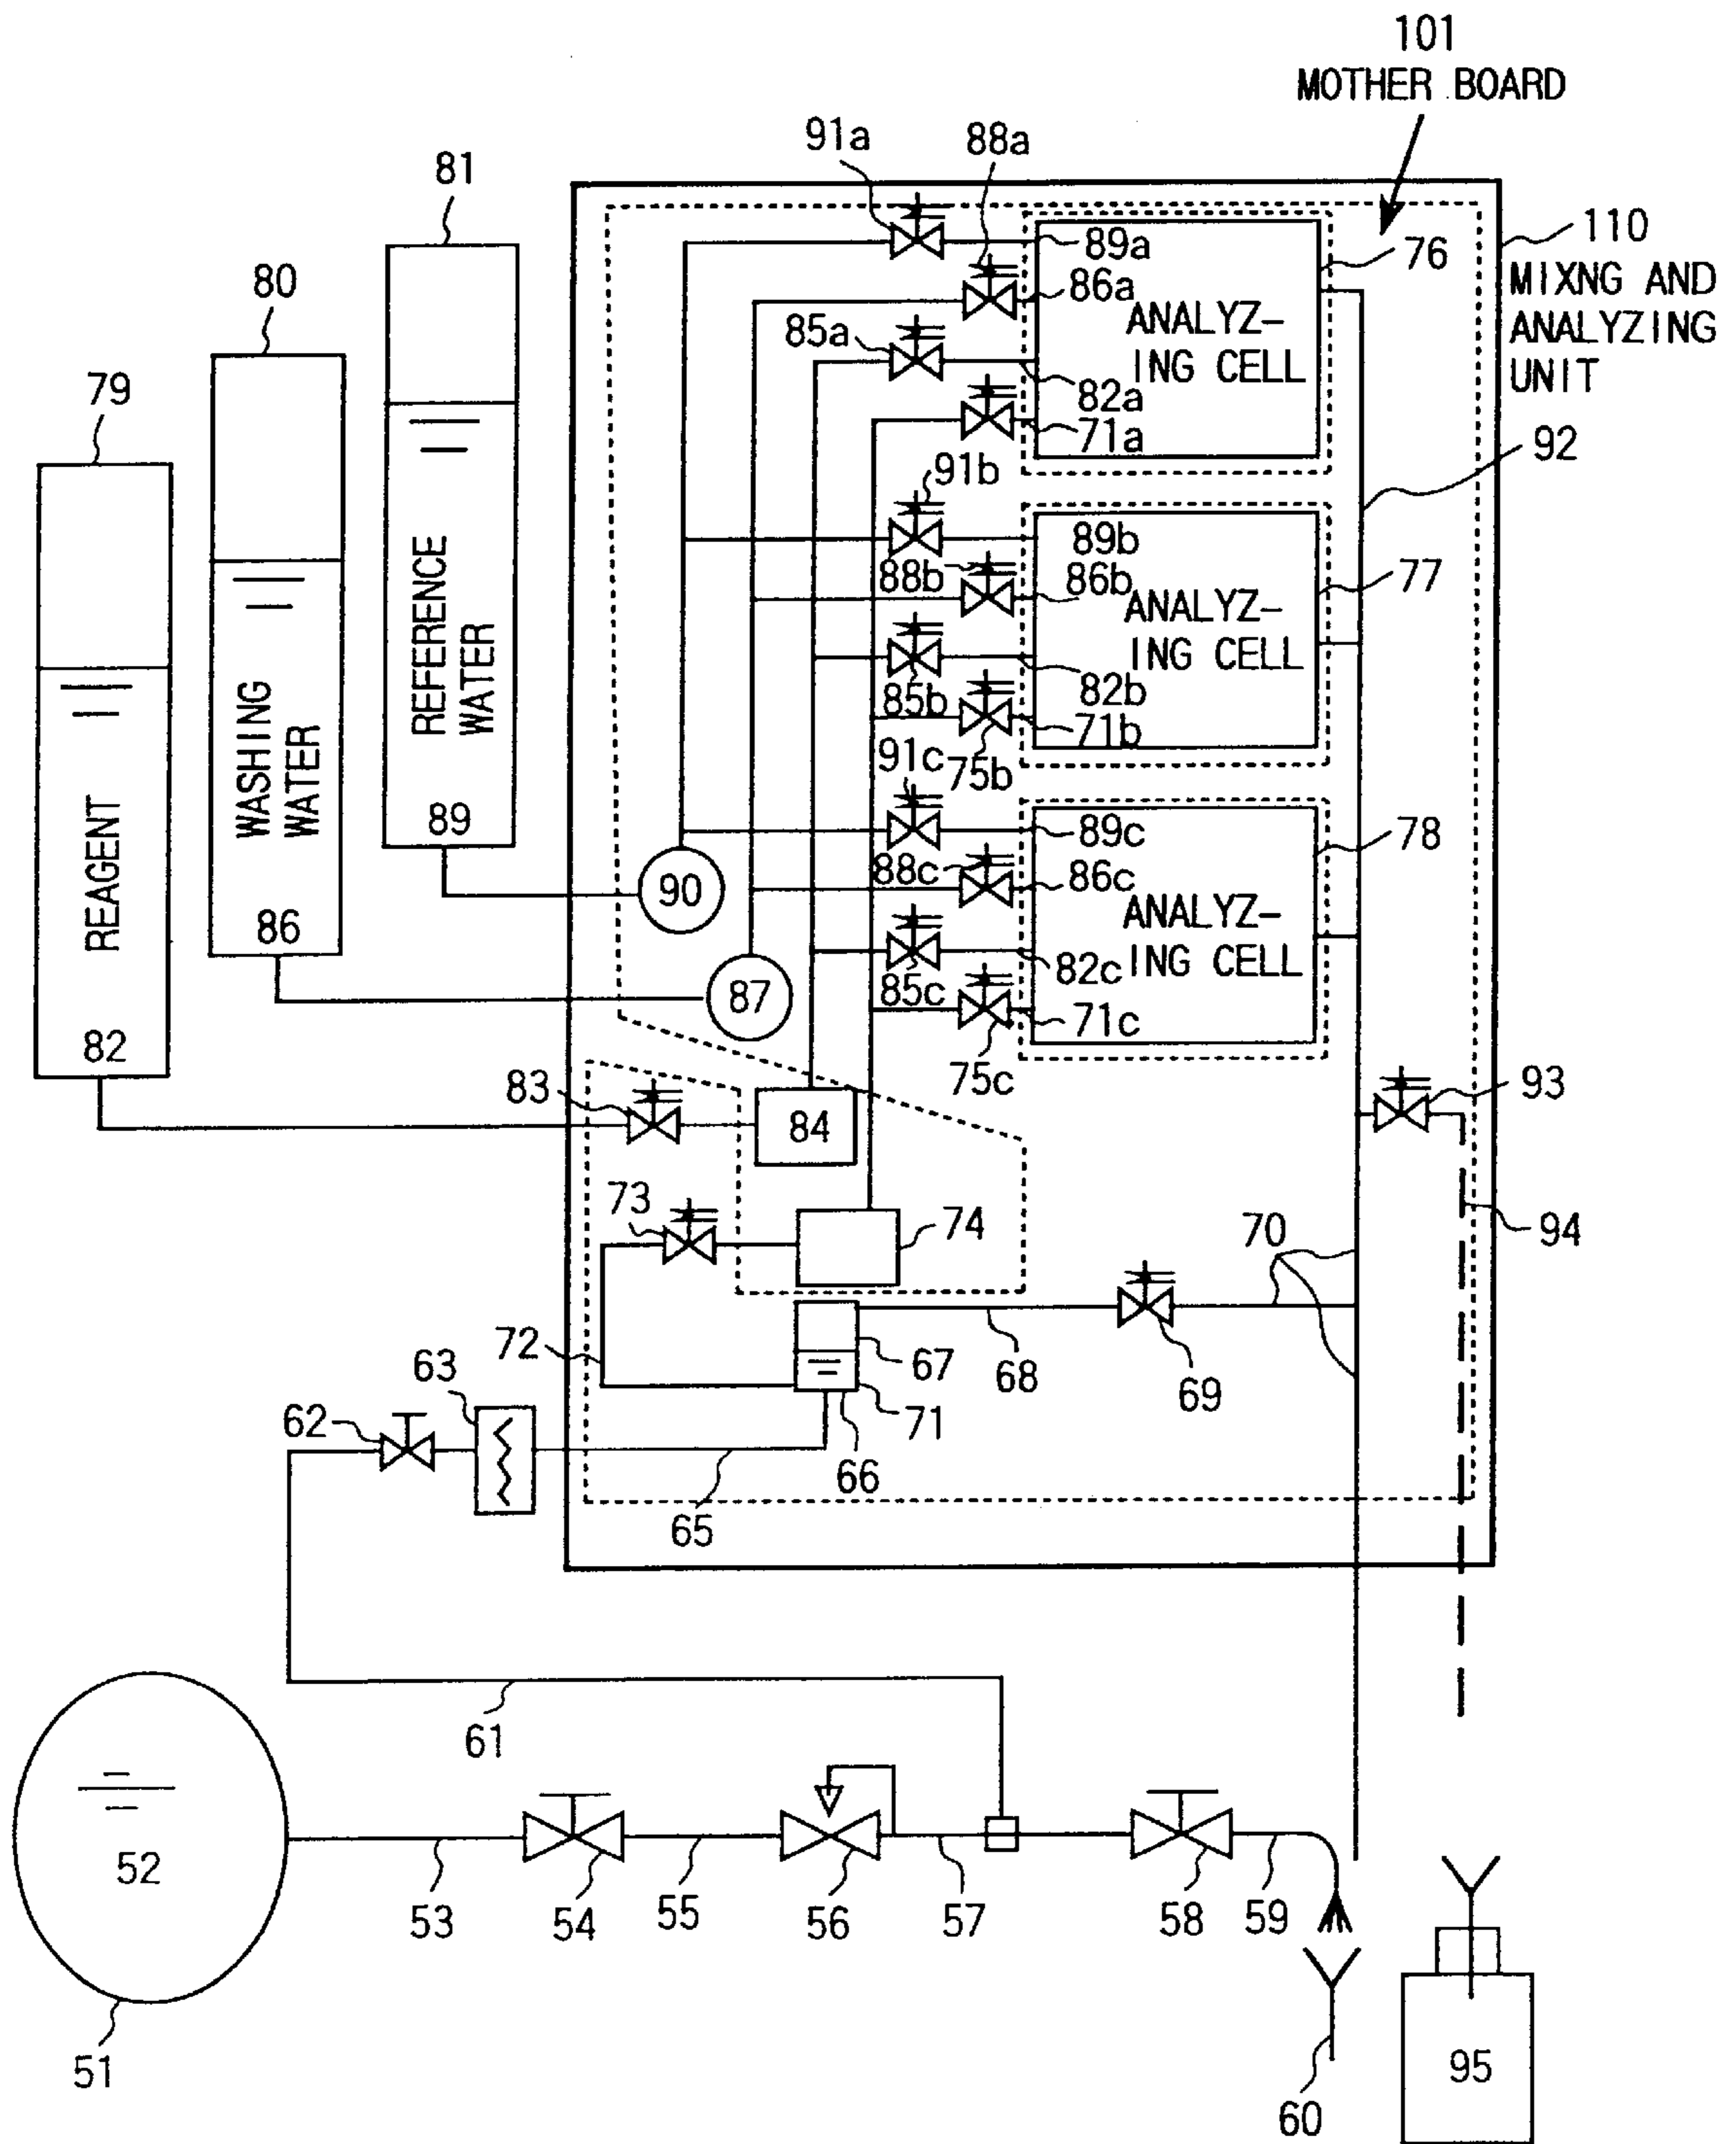 101
MOTHER BOARD
91a
88a
81
89a
76
110
MIXNG AND
ANALYZING
UNIT
80
86a
ANALYZ-
ING CELL
85a
79
82a
71a
92
91b
89b
88b
86b
77
ANALYZ-
ING CELL
REFERENCE
WATER
85b
82b
71b
WASHING
WATER
91c
75b
REAGENT
89
89c
78
88c
86c
90
ANALYZ-
ING CELL
86
82c
87
85c
71c
82
75c
83
93
84
73
74
70
94
72
67
63
68
69
62
71
66
65
61
52
53
54
55
56
57
58
59
51
95
60